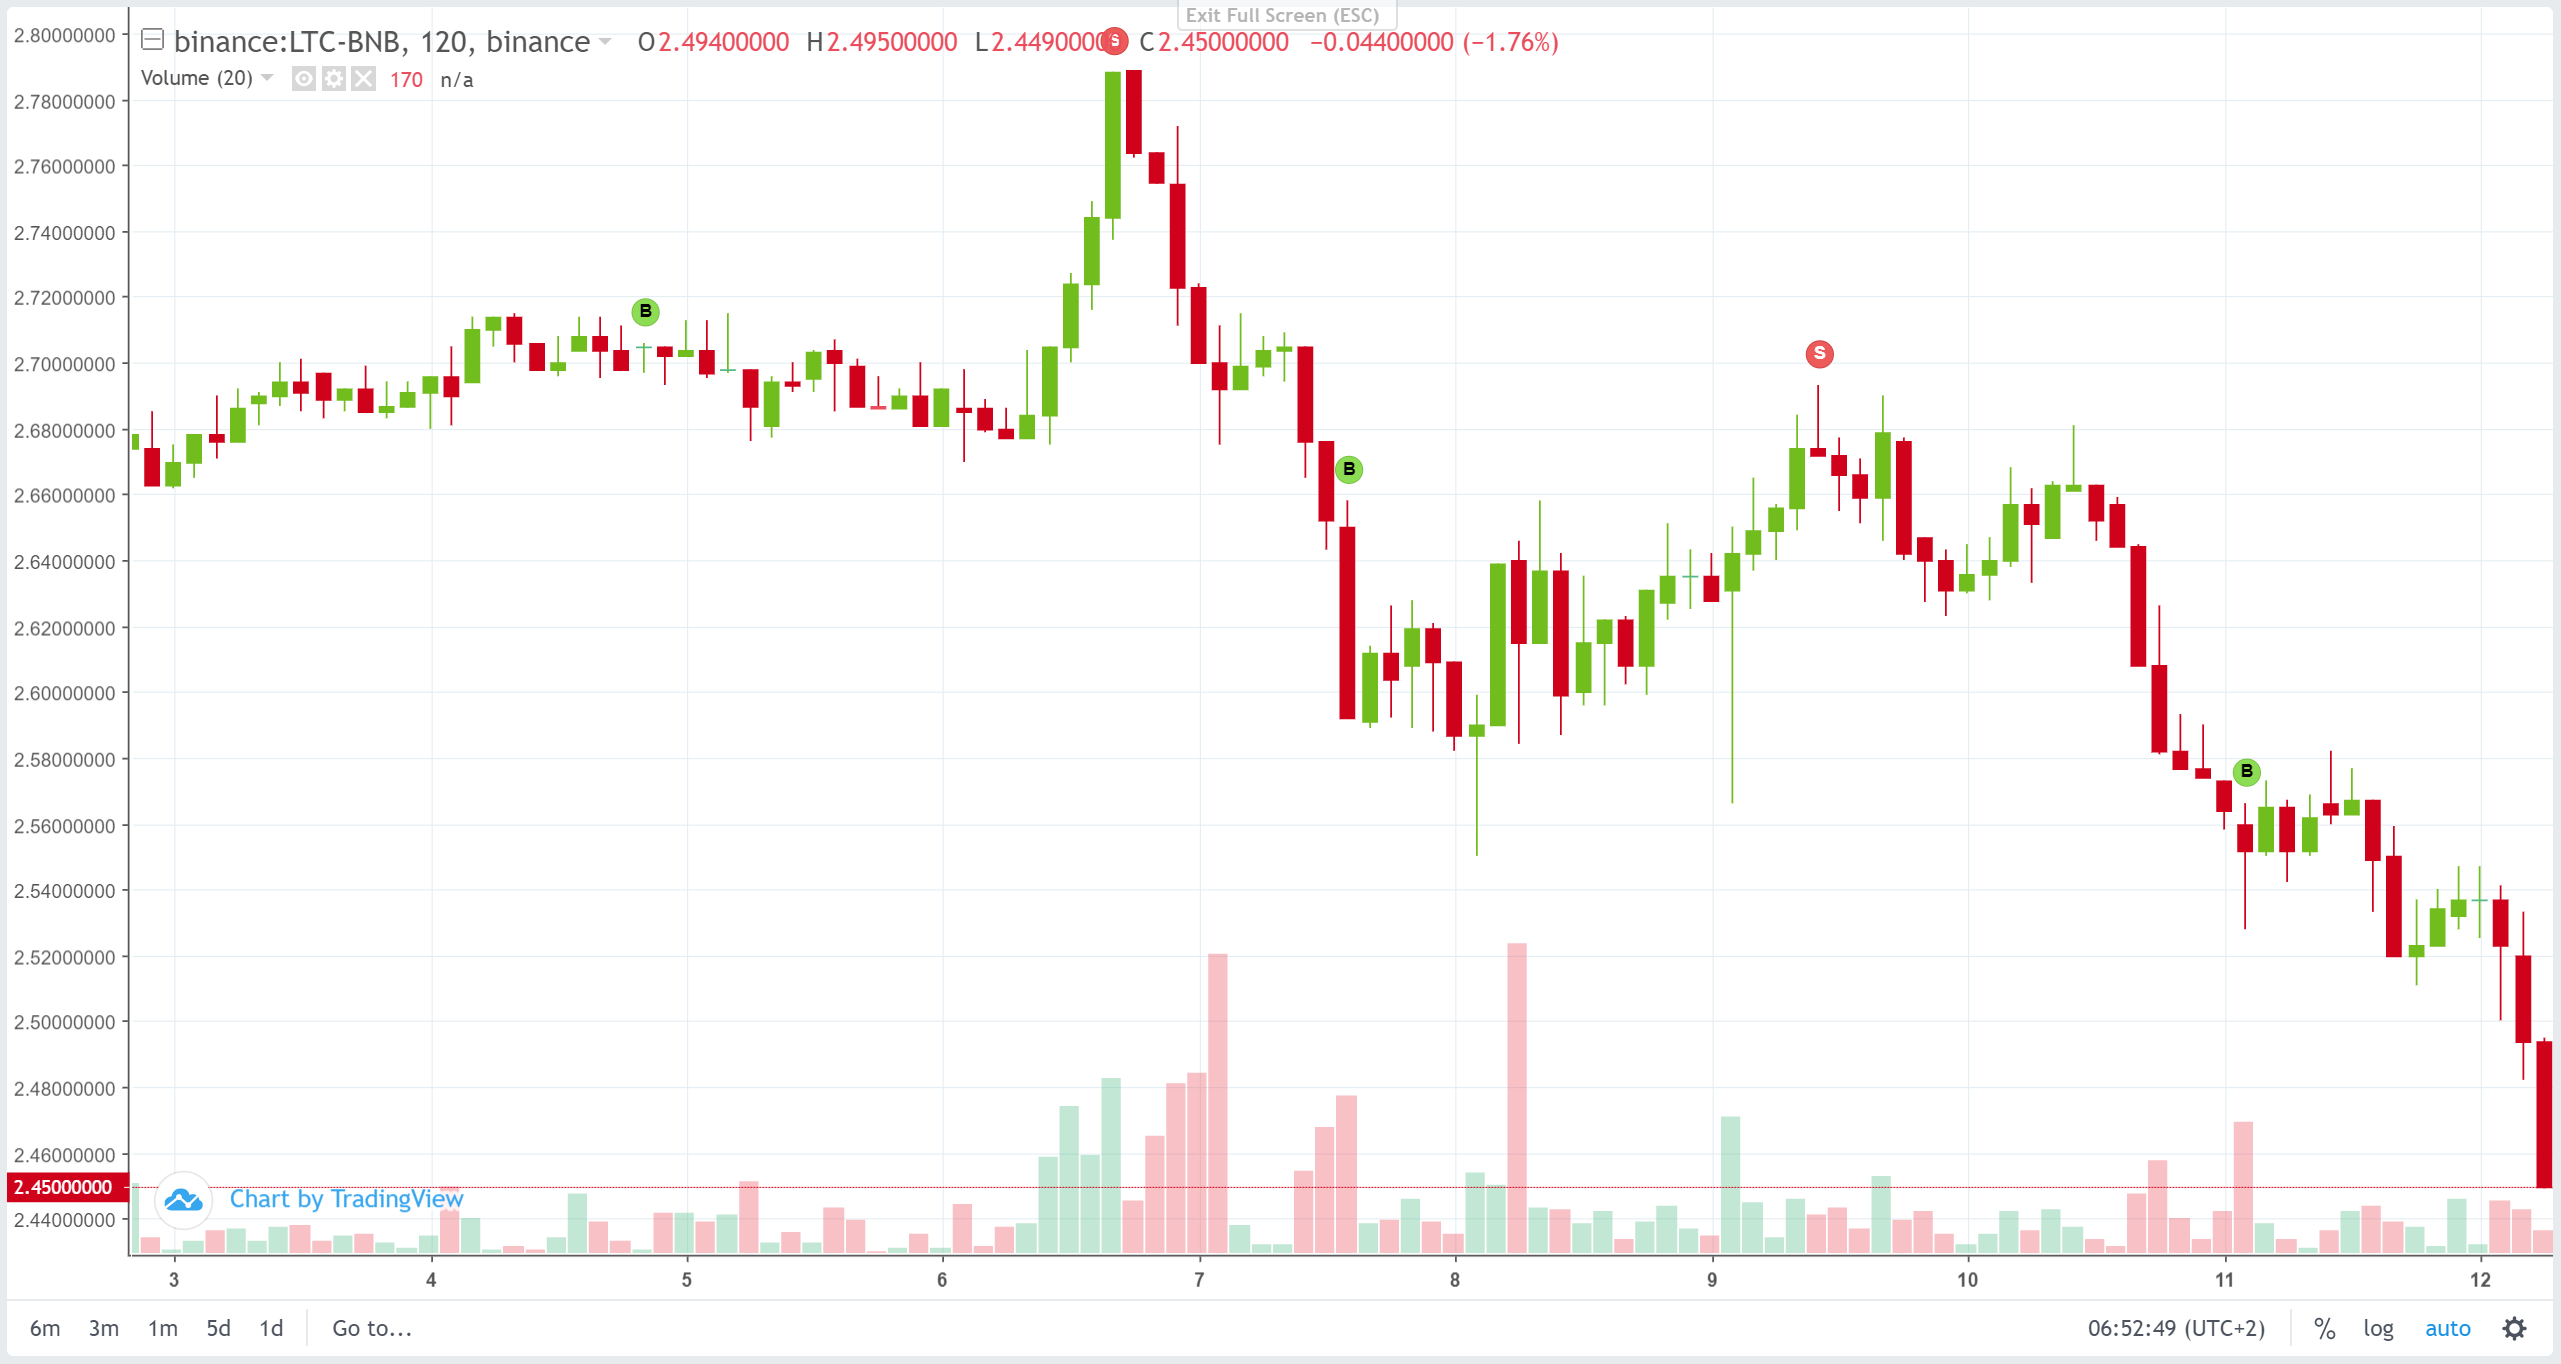 Exit Full Screen (ESC)
binance:LTC-BNB, 120, binance O2.49400000 H2.49500000 L2.4490000 S C2.45000000 −0.04400000 (−1.76%)
Volume (20) 170 n/a
2.80000000
2.78000000
2.76000000
2.74000000
2.72000000
B
S
2.70000000
2.68000000
B
2.66000000
2.64000000
2.62000000
2.60000000
2.58000000
B
2.56000000
2.54000000
2.52000000
2.50000000
2.48000000
2.46000000
2.45000000
Chart by TradingView
2.44000000
3 4 5 6 7 8 9 10 11 12
6m 3m 1m 5d 1d Go to... 06:52:49 (UTC+2) % log auto